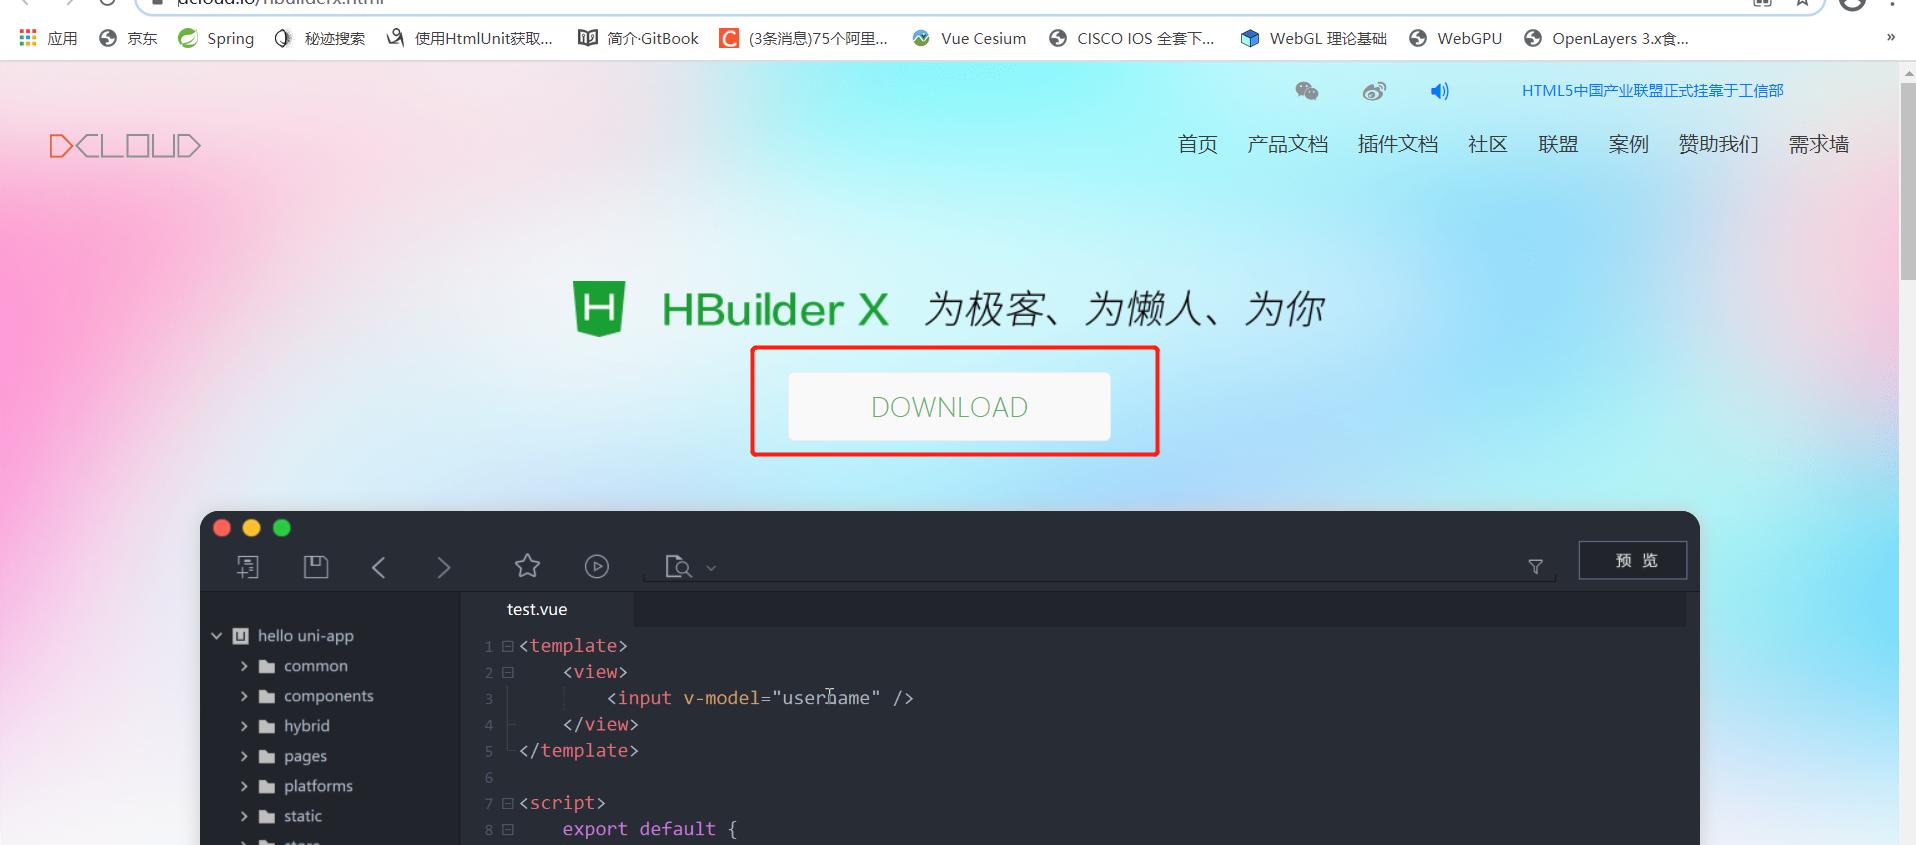 dcloud.io/hbuilderx.html
应用 京东 Spring 秘迹搜索 使用HtmlUnit获取... 简介·GitBook (3条消息)75个阿里... Vue Cesium CISCO IOS 全套下... WebGL 理论基础 WebGPU OpenLayers 3.x食... »
HTML5中国产业联盟正式挂靠于工信部
DCLOUD
首页 产品文档 插件文档 社区 联盟 案例 赞助我们 需求墙
H HBuilder X 为极客、为懒人、为你
DOWNLOAD
预 览
test.vue
hello uni-app
common
components
hybrid
pages
platforms
static
store
1 <template>
2 <view>
3 <input v-model="username" />
4 </view>
5 </template>
6
7 <script>
8 export default {